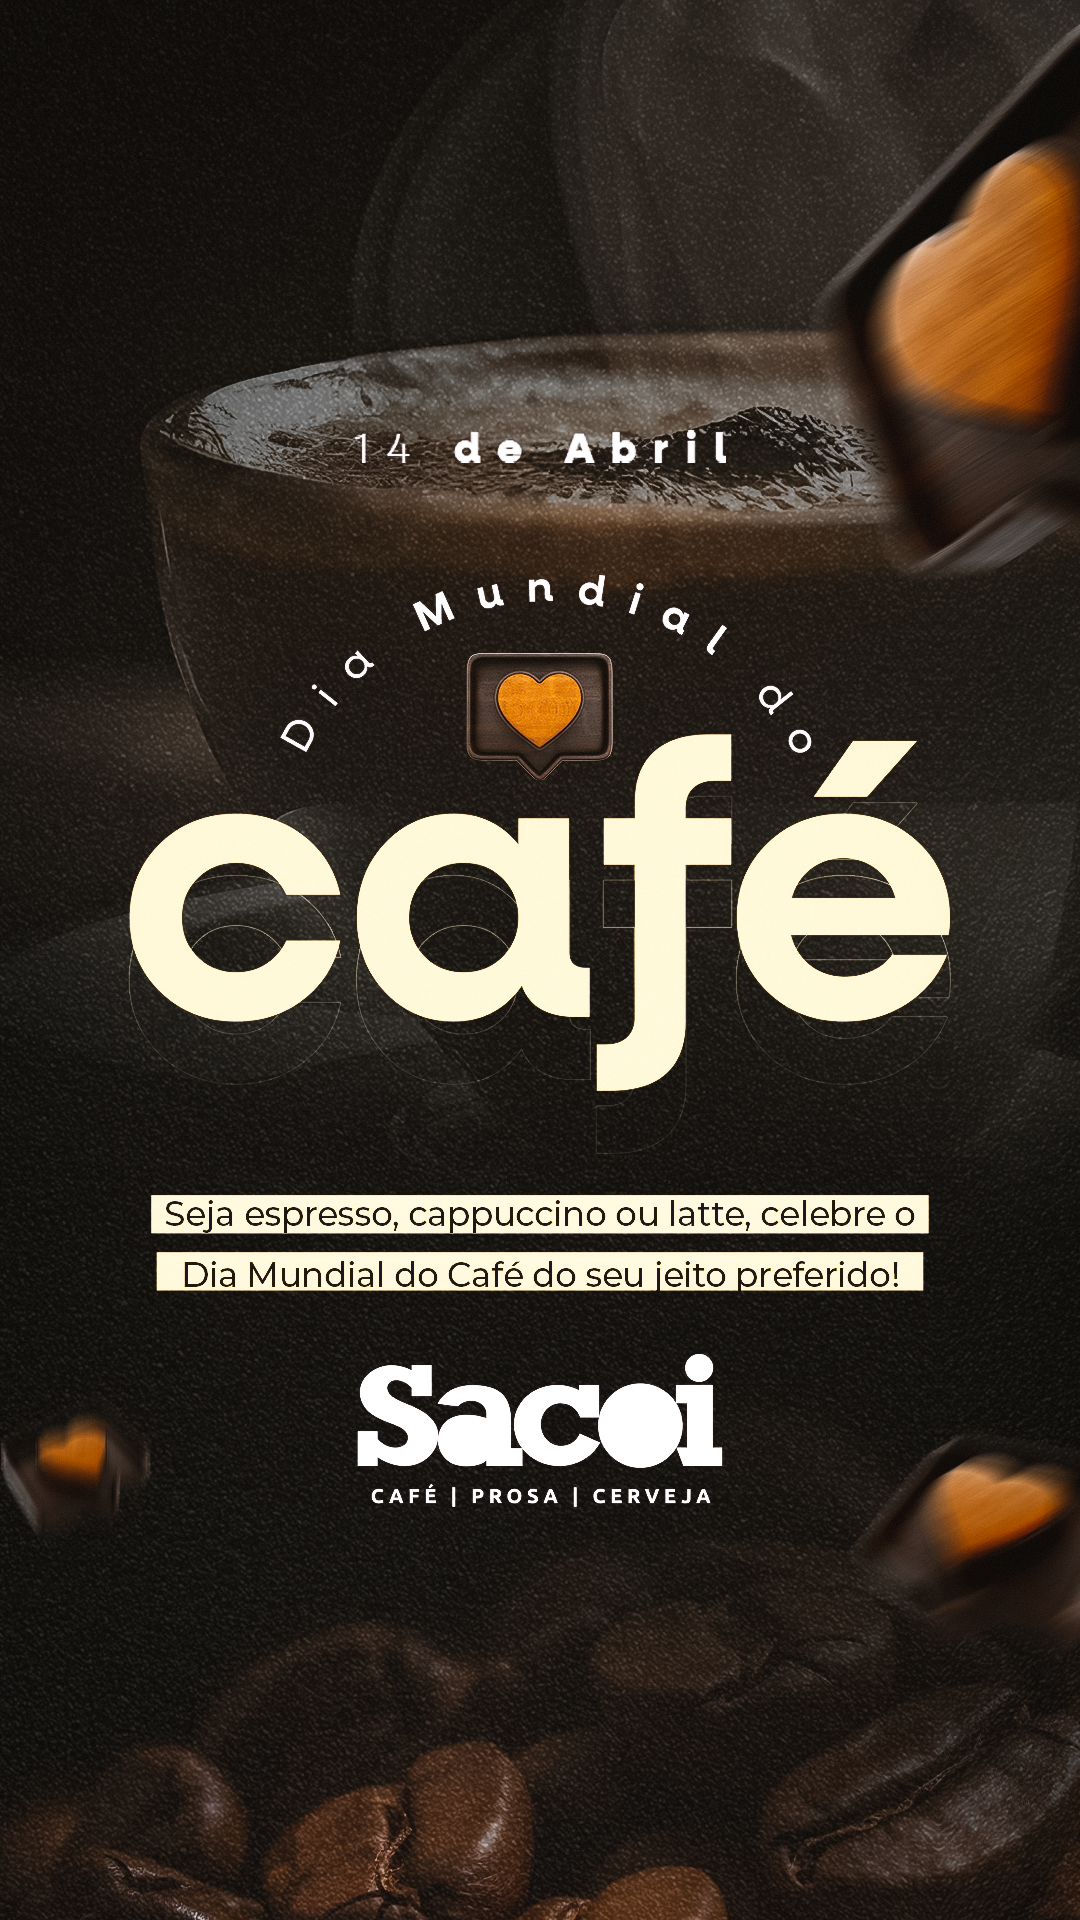 14 de Abril
Dia Mundial do
café
Seja espresso, cappuccino ou latte, celebre o
Dia Mundial do Café do seu jeito preferido!
Sacoi
CAFÉ | PROSA | CERVEJA